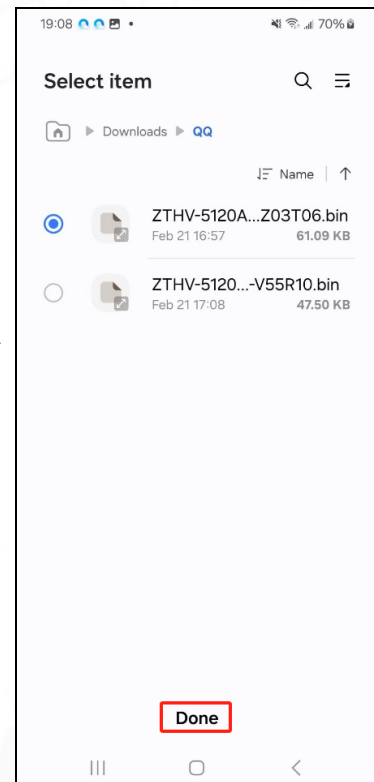 19:08 70%
Select item
Downloads QQ
Name
ZTHV-5120A...Z03T06.bin
Feb 21 16:57 61.09 KB
ZTHV-5120...-V55R10.bin
Feb 21 17:08 47.50 KB
Done